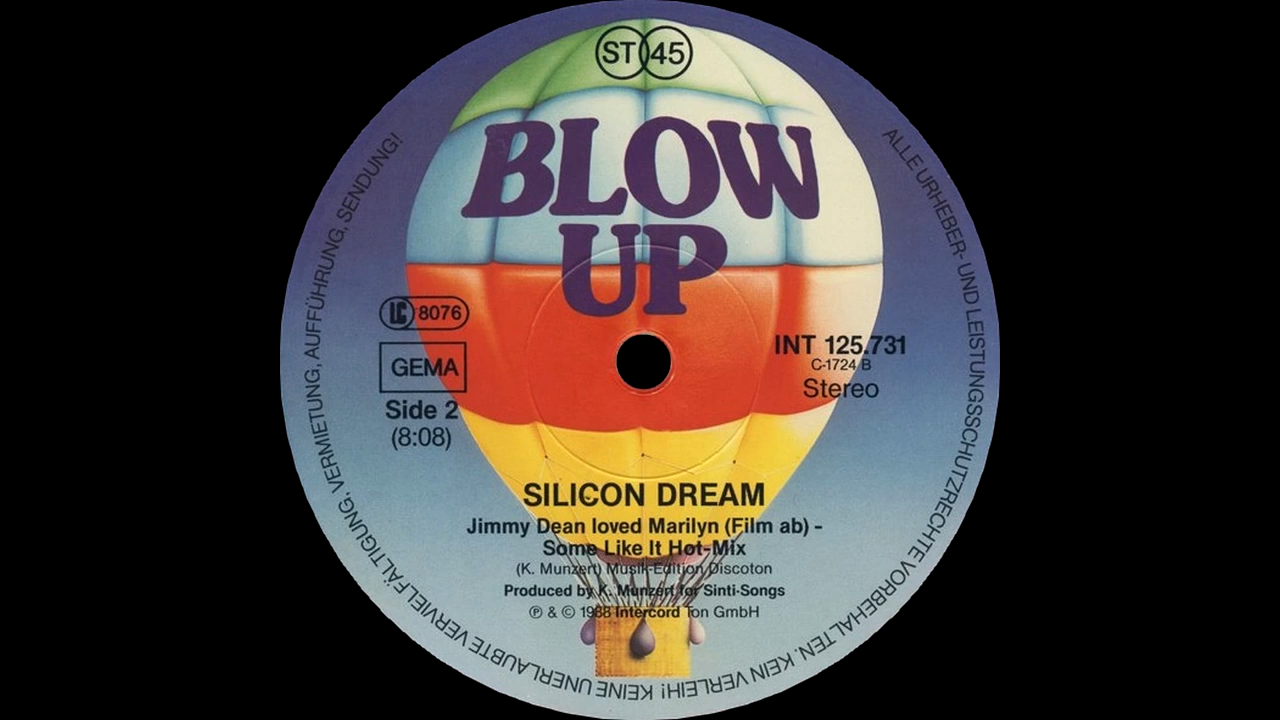 ST 45
BLOW
UP
LC 8076
GEMA
Side 2
(8:08)
INT 125.731
C-1724 B
Stereo
SILICON DREAM
Jimmy Dean loved Marilyn (Film ab) -
Some Like It Hot-Mix
(K. Munzert) Musik-Edition Discoton
Produced by K. Munzert for Sinti-Songs
℗ & © 1988 Intercord Ton GmbH
ALLE URHEBER- UND LEISTUNGSSCHUTZRECHTE VORBEHALTEN. KEIN VERLEIH! KEINE UNERLAUBTE VERVIELFÄLTIGUNG, VERMIETUNG, AUFFÜHRUNG, SENDUNG!